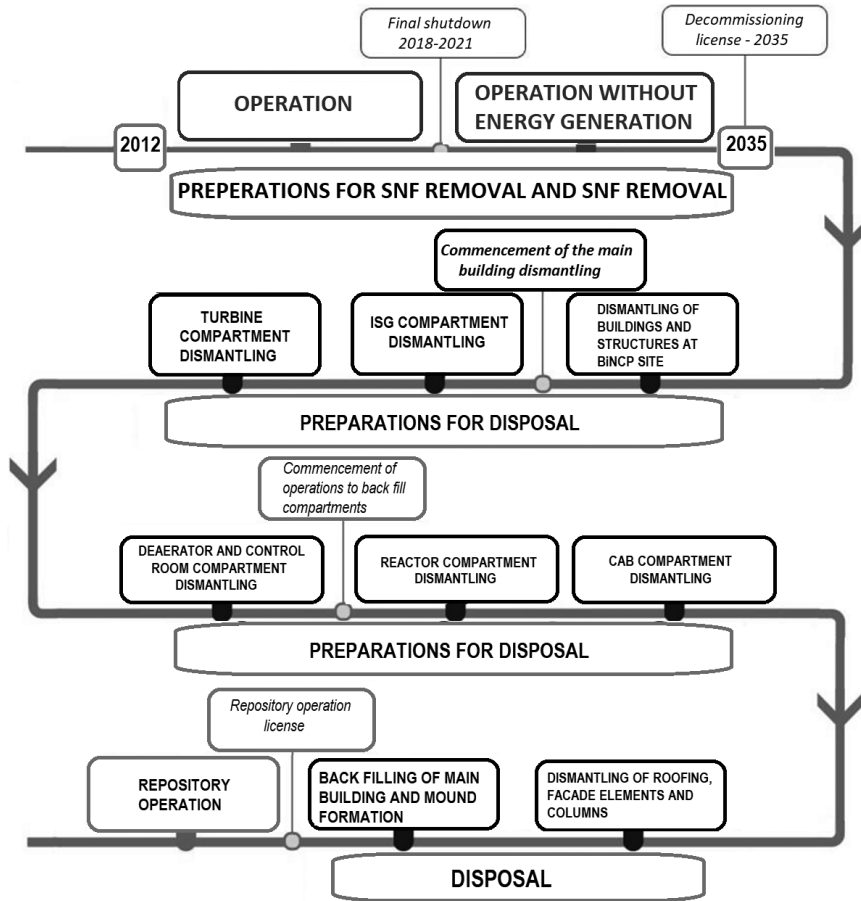 Final shutdown
2018-2021
Decommissioning
license - 2035
OPERATION
OPERATION WITHOUT
ENERGY GENERATION
2012
2035
PREPERATIONS FOR SNF REMOVAL AND SNF REMOVAL
Commencement of the main
building dismantling
TURBINE
COMPARTMENT
DISMANTLING
ISG COMPARTMENT
DISMANTLING
DISMANTLING OF
BUILDINGS AND
STRUCTURES AT
BiNCP SITE
PREPARATIONS FOR DISPOSAL
Commencement of
operations to back fill
compartments
DEAERATOR AND CONTROL
ROOM COMPARTMENT
DISMANTLING
REACTOR COMPARTMENT
DISMANTLING
CAB COMPARTMENT
DISMANTLING
PREPARATIONS FOR DISPOSAL
Repository operation
license
REPOSITORY
OPERATION
BACK FILLING OF MAIN
BUILDING AND MOUND
FORMATION
DISMANTLING OF ROOFING,
FACADE ELEMENTS AND
COLUMNS
DISPOSAL